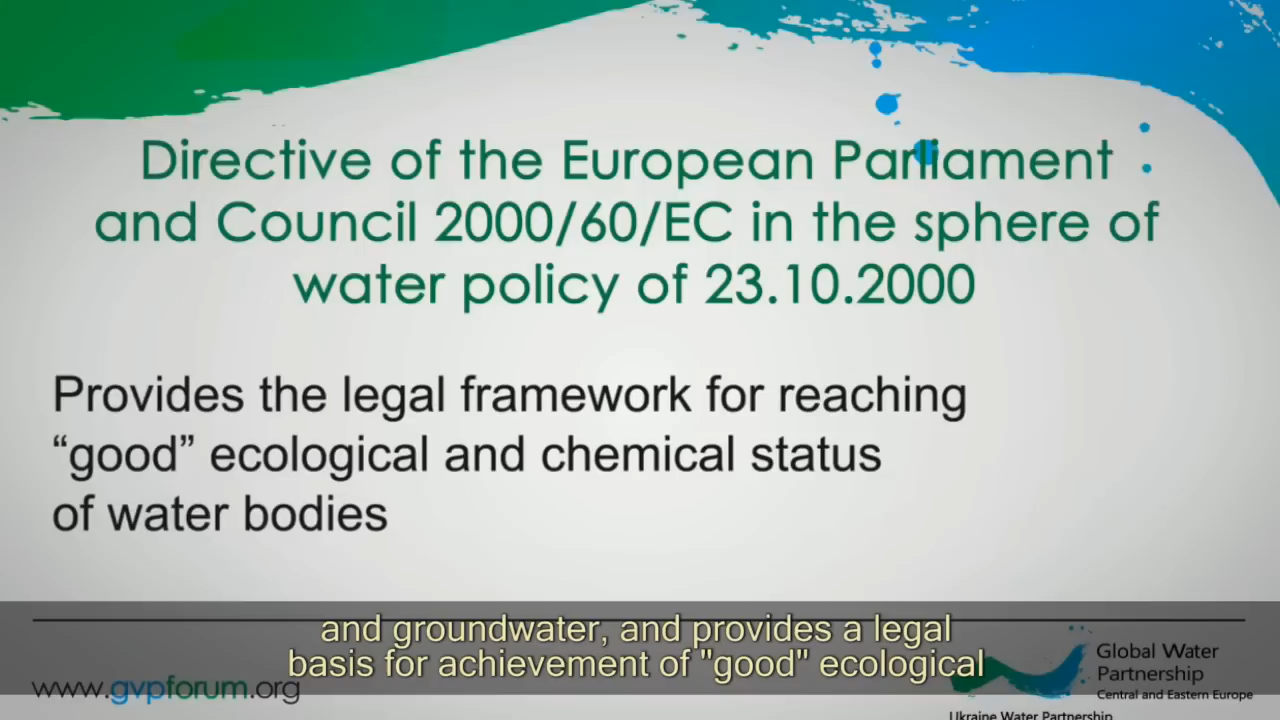 Directive of the European Parliament
and Council 2000/60/EC in the sphere of
water policy of 23.10.2000
Provides the legal framework for reaching
“good” ecological and chemical status
of water bodies
and groundwater, and provides a legal
basis for achievement of "good" ecological
www.gvpforum.org
Global Water
Partnership
Central and Eastern Europe
Ukraine Water Partnership